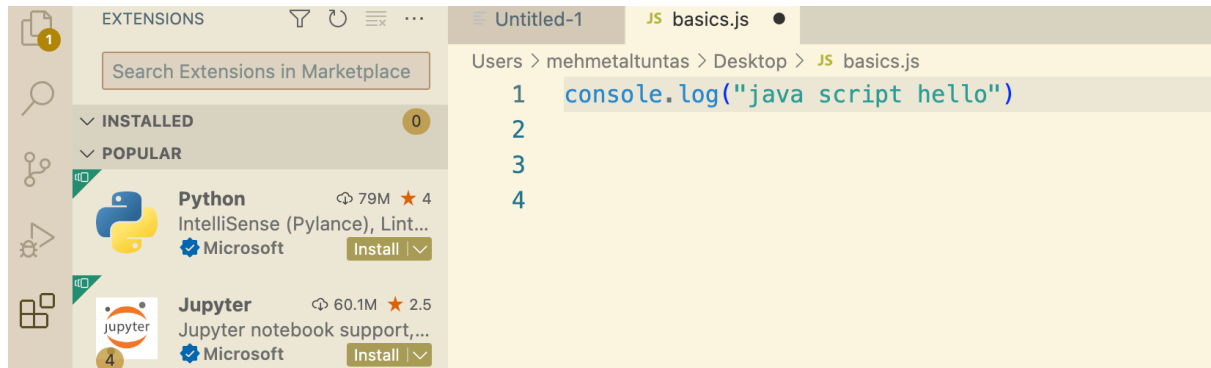 EXTENSIONS
1
Search Extensions in Marketplace
INSTALLED 0
POPULAR
Python 79M ★ 4
IntelliSense (Pylance), Lint...
Microsoft Install
Jupyter 60.1M ★ 2.5
jupyter
Jupyter notebook support,...
Microsoft Install
4
Untitled-1 JS basics.js ●
Users > mehmetaltuntas > Desktop > JS basics.js
1 console.log("java script hello")
2
3
4